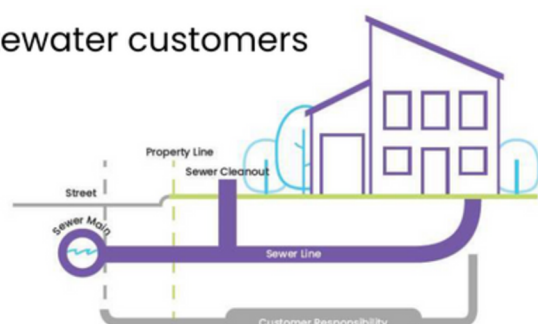 ewater customers
Property Line
Sewer Cleanout
Street
Sewer Main
Sewer Line
Customer Responsibility